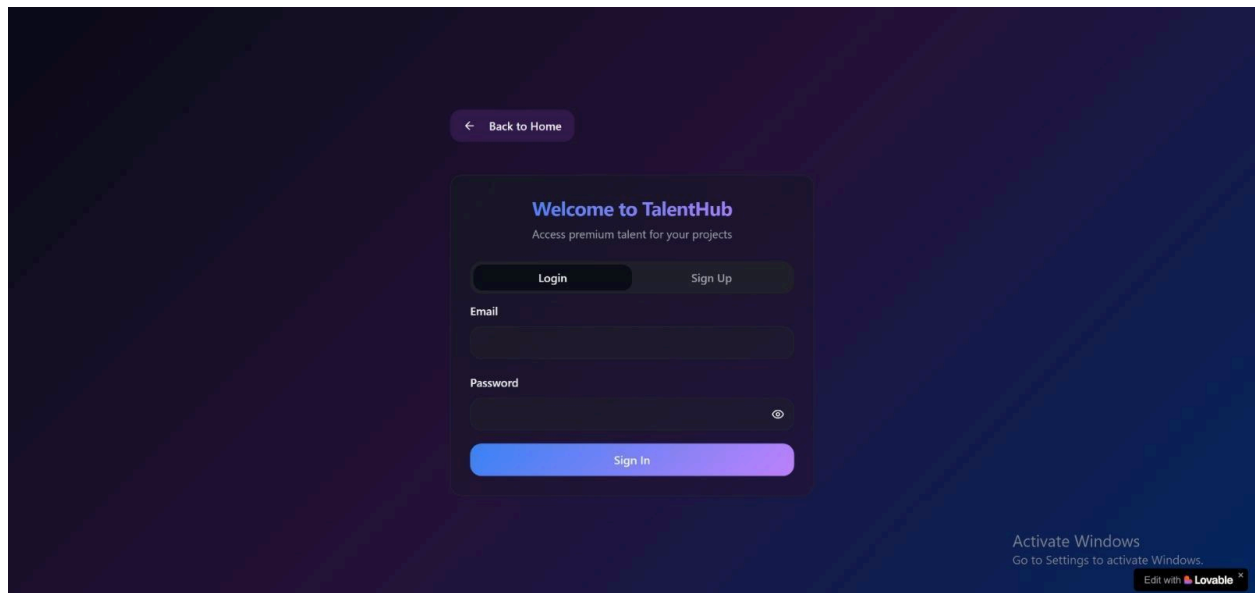 Back to Home
Welcome to TalentHub
Access premium talent for your projects
Login
Sign Up
Email
Password
Sign In
Activate Windows
Go to Settings to activate Windows.
Edit with Lovable